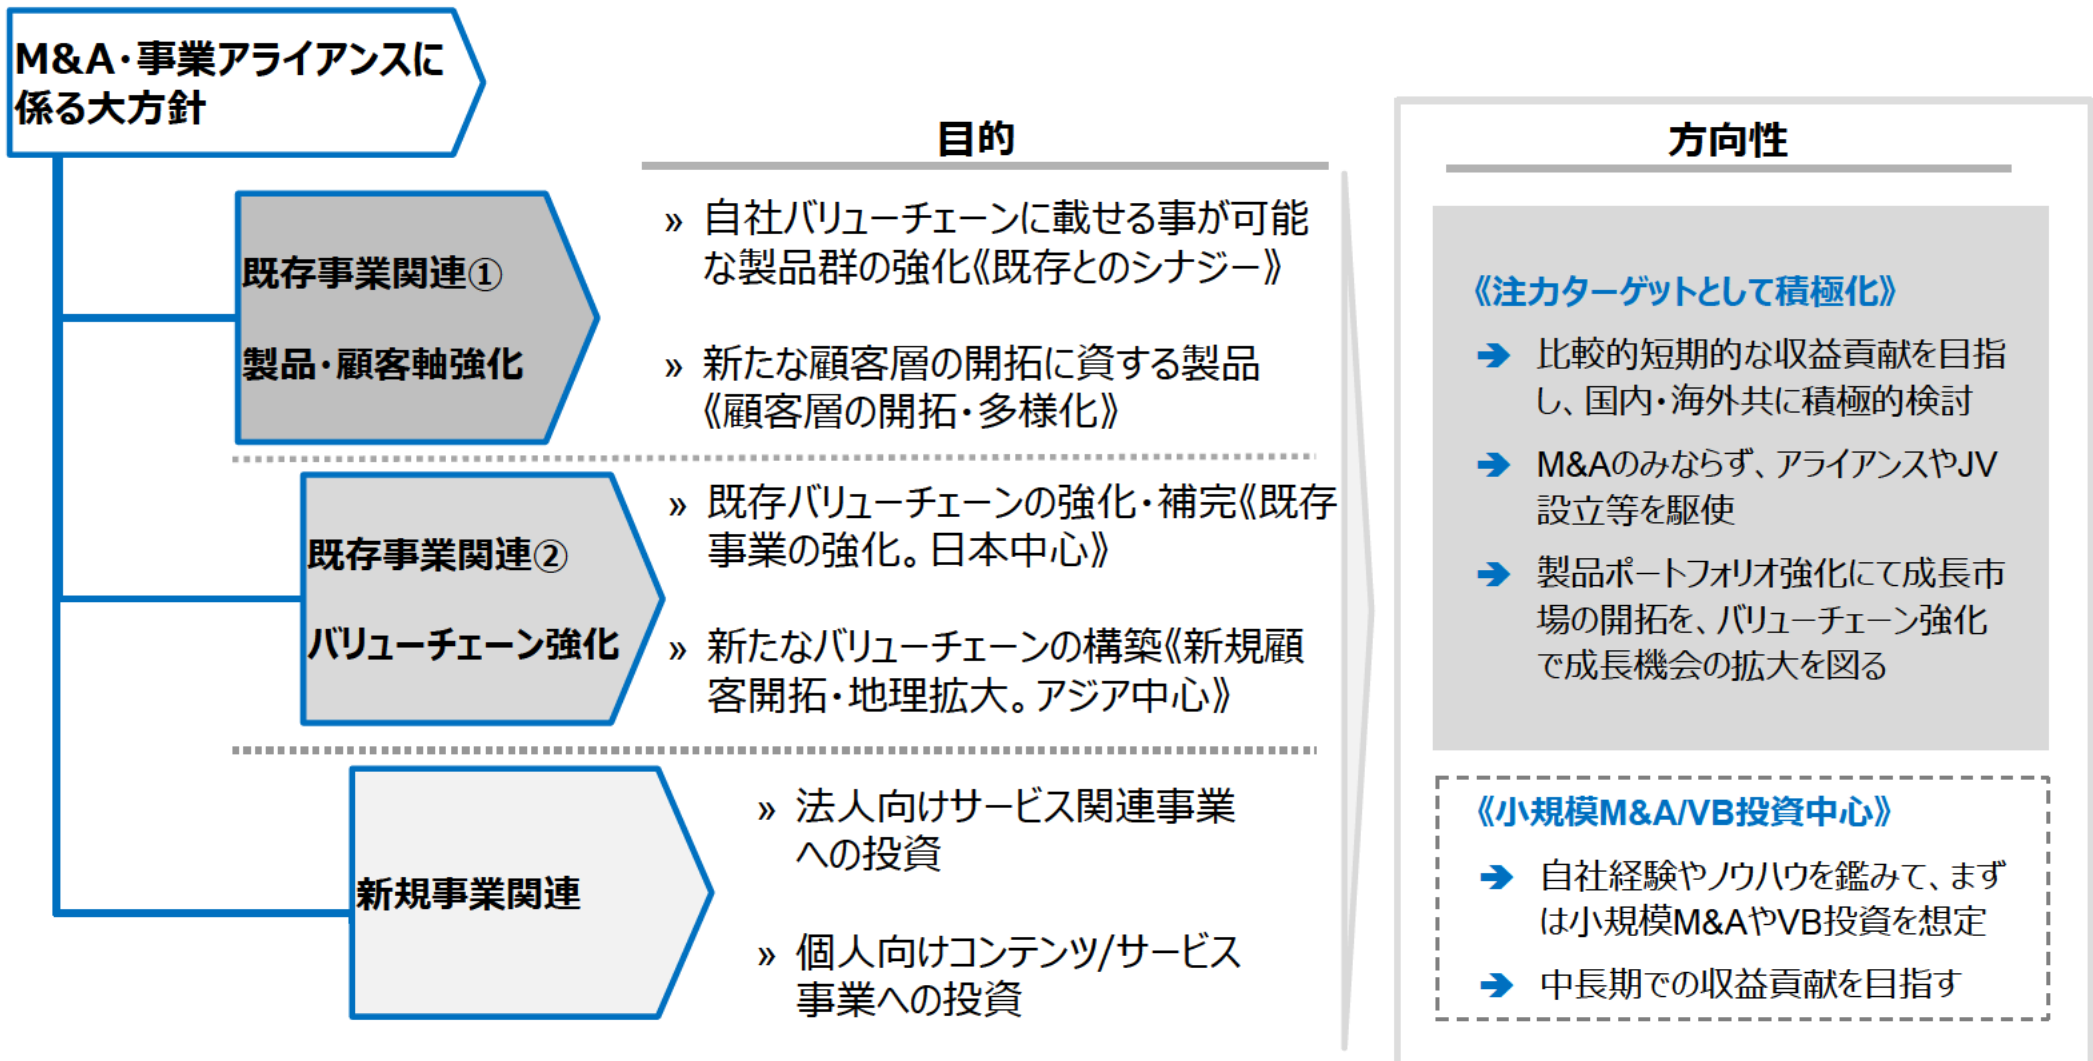 M&A・事業アライアンスに
係る大方針
目的
方向性
既存事業関連①
製品・顧客軸強化
» 自社バリューチェーンに載せる事が可能
な製品群の強化《既存とのシナジー》
» 新たな顧客層の開拓に資する製品
《顧客層の開拓・多様化》
既存事業関連②
バリューチェーン強化
» 既存バリューチェーンの強化・補完《既存
事業の強化。日本中心》
» 新たなバリューチェーンの構築《新規顧
客開拓・地理拡大。アジア中心》
新規事業関連
» 法人向けサービス関連事業
への投資
» 個人向けコンテンツ/サービス
事業への投資
《注力ターゲットとして積極化》
➔ 比較的短期的な収益貢献を目指
し、国内・海外共に積極的検討
➔ M&Aのみならず、アライアンスやJV
設立等を駆使
➔ 製品ポートフォリオ強化にて成長市
場の開拓を、バリューチェーン強化
で成長機会の拡大を図る
《小規模M&A/VB投資中心》
➔ 自社経験やノウハウを鑑みて、まず
は小規模M&AやVB投資を想定
➔ 中長期での収益貢献を目指す